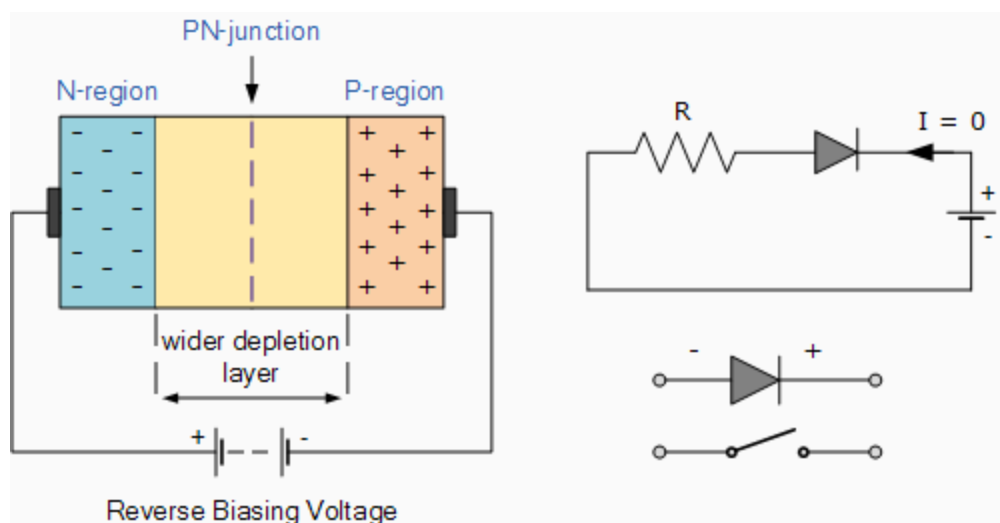 PN-junction
N-region
P-region
wider depletion
layer
+
-
Reverse Biasing Voltage
R
I = 0
+
-
-
+